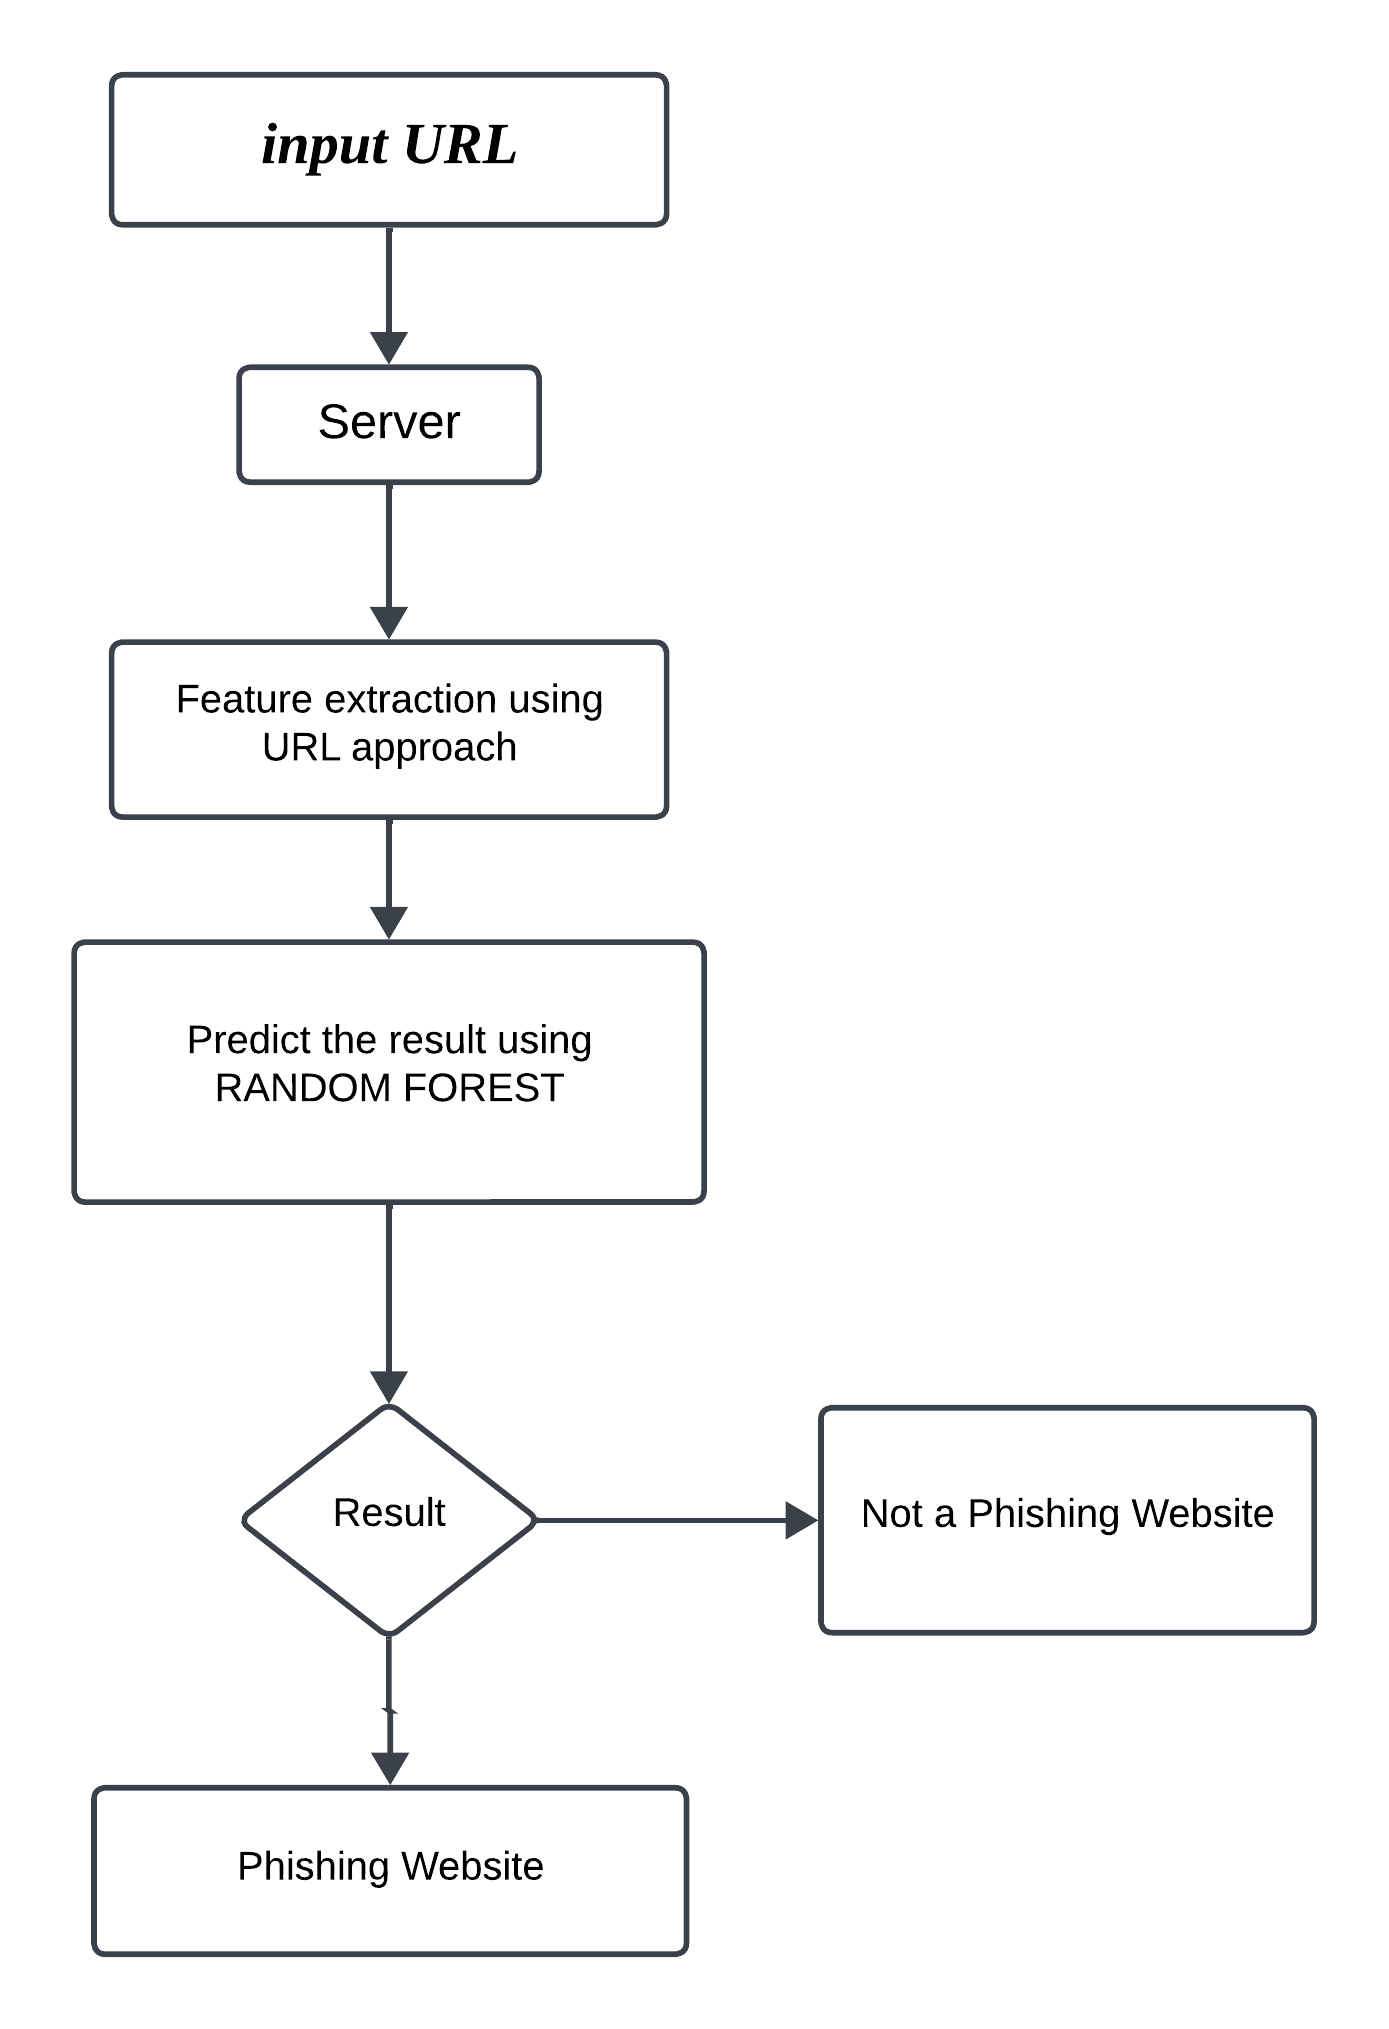 input URL
Server
Feature extraction using
URL approach
Predict the result using
RANDOM FOREST
Result
Not a Phishing Website
Phishing Website